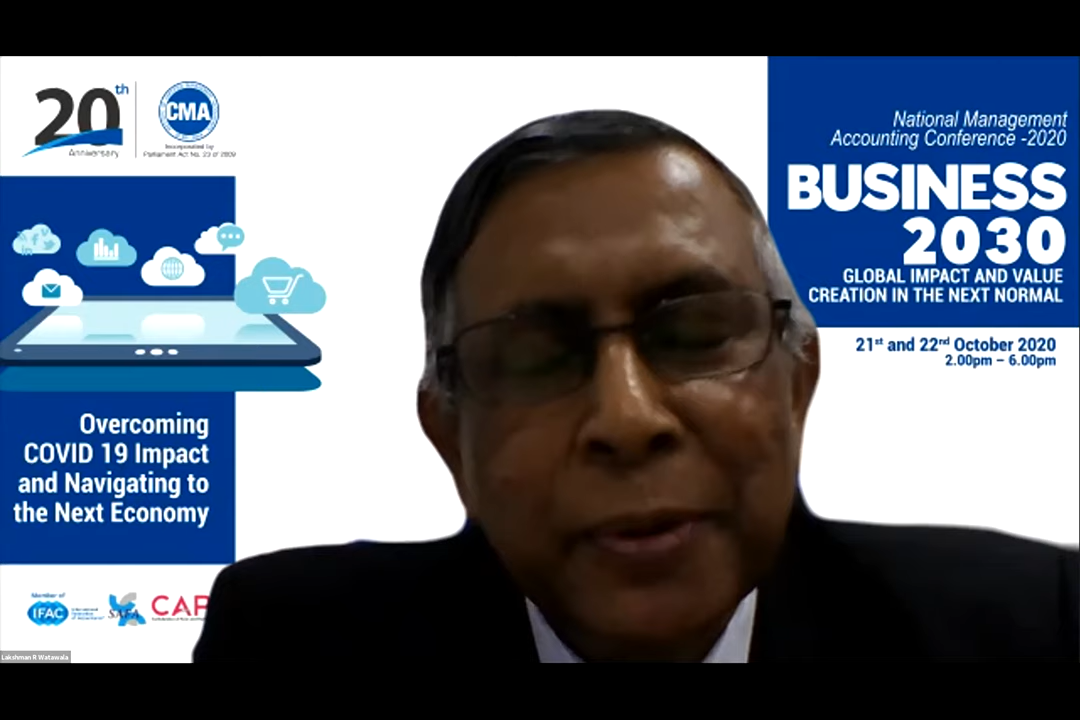 20th
Anniversary
CMA
Incorporated by
Parliament Act No. 23 of 2009
National Management
Accounting Conference -2020
BUSINESS
2030
GLOBAL IMPACT AND VALUE
CREATION IN THE NEXT NORMAL
21st and 22nd October 2020
2.00pm – 6.00pm
Overcoming
COVID 19 Impact
and Navigating to
the Next Economy
Member of
IFAC
SAFA
CAP
Lakshman R Watawala